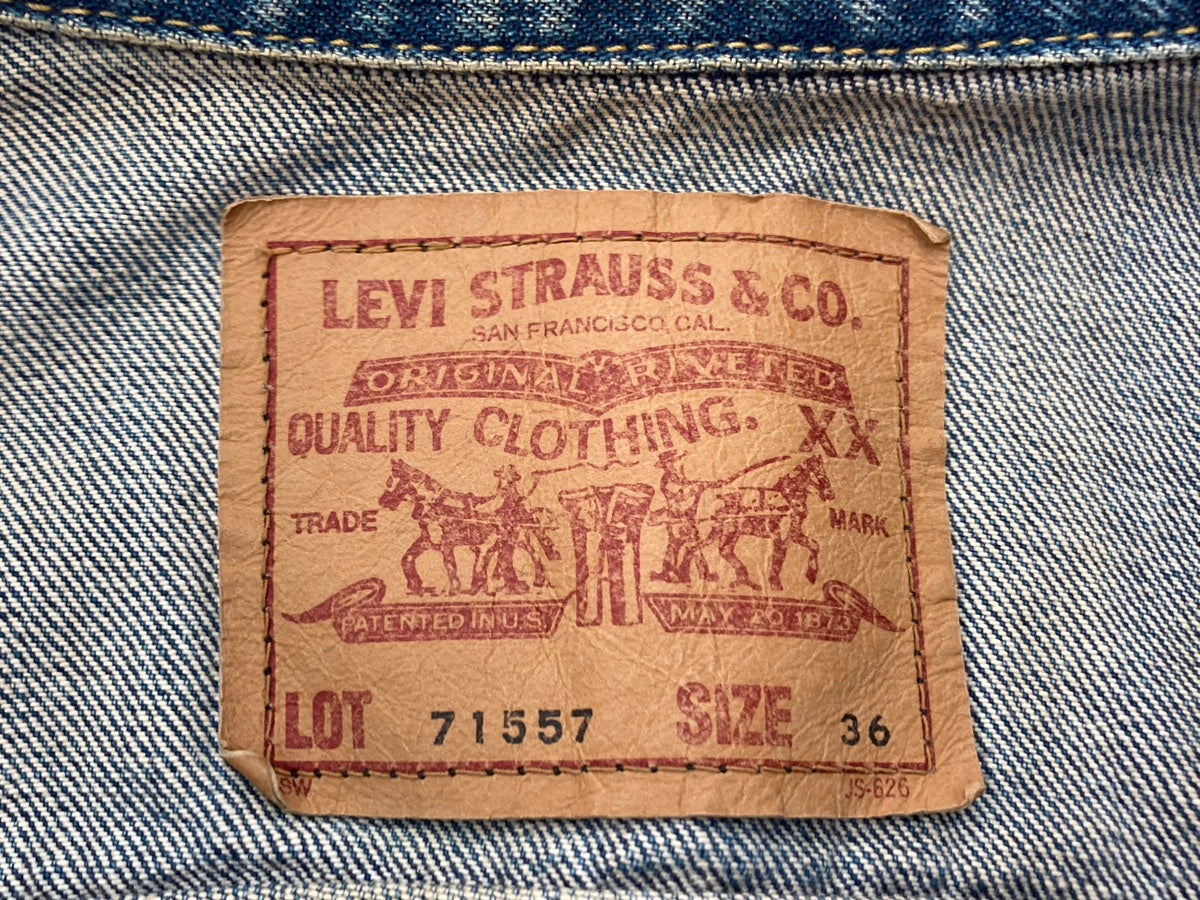 LEVI STRAUSS & CO.
SAN FRANCISCO, CAL.
ORIGINAL RIVETED
QUALITY CLOTHING. XX
TRADE MARK
PATENTED IN U.S. MAY 20 1873
LOT 71557 SIZE 36
SW JS-626